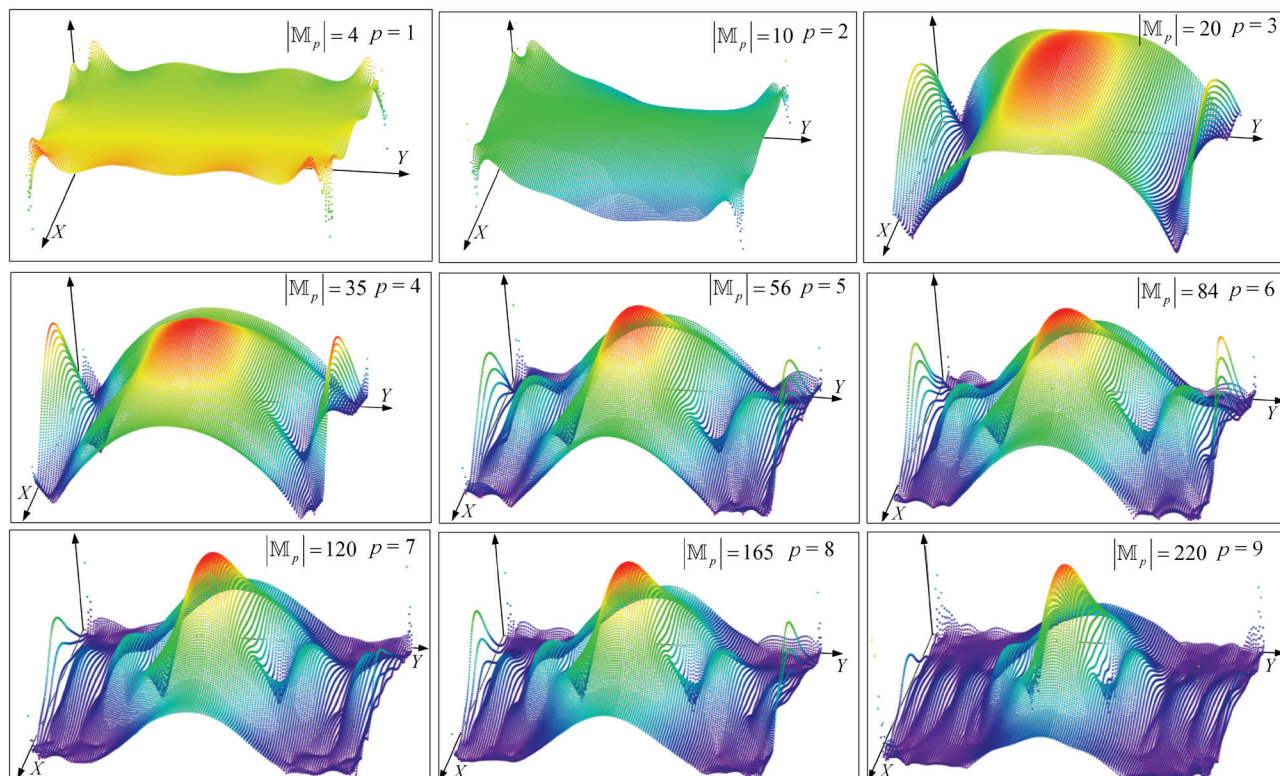 |𝕄_p| = 4 p = 1
Y
X
|𝕄_p| = 10 p = 2
Y
X
|𝕄_p| = 20 p = 3
Y
X
|𝕄_p| = 35 p = 4
Y
X
|𝕄_p| = 56 p = 5
Y
X
|𝕄_p| = 84 p = 6
Y
X
|𝕄_p| = 120 p = 7
Y
X
|𝕄_p| = 165 p = 8
Y
X
|𝕄_p| = 220 p = 9
Y
X